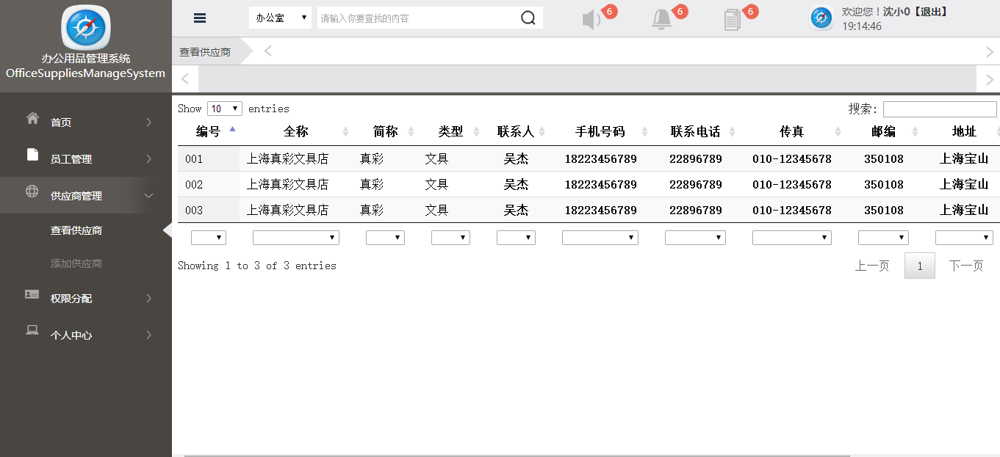 办公用品管理系统
OfficeSuppliesManageSystem
首页
员工管理
供应商管理
查看供应商
添加供应商
权限分配
个人中心
办公室 请输入你要查找的内容 6 6 6 欢迎您！沈小0【退出】
19:14:46
查看供应商
Show 10 entries 搜索：
编号 全称 简称 类型 联系人 手机号码 联系电话 传真 邮编 地址
001 上海真彩文具店 真彩 文具 吴杰 18223456789 22896789 010-12345678 350108 上海宝山
002 上海真彩文具店 真彩 文具 吴杰 18223456789 22896789 010-12345678 350108 上海宝山
003 上海真彩文具店 真彩 文具 吴杰 18223456789 22896789 010-12345678 350108 上海宝山
Showing 1 to 3 of 3 entries 上一页 1 下一页